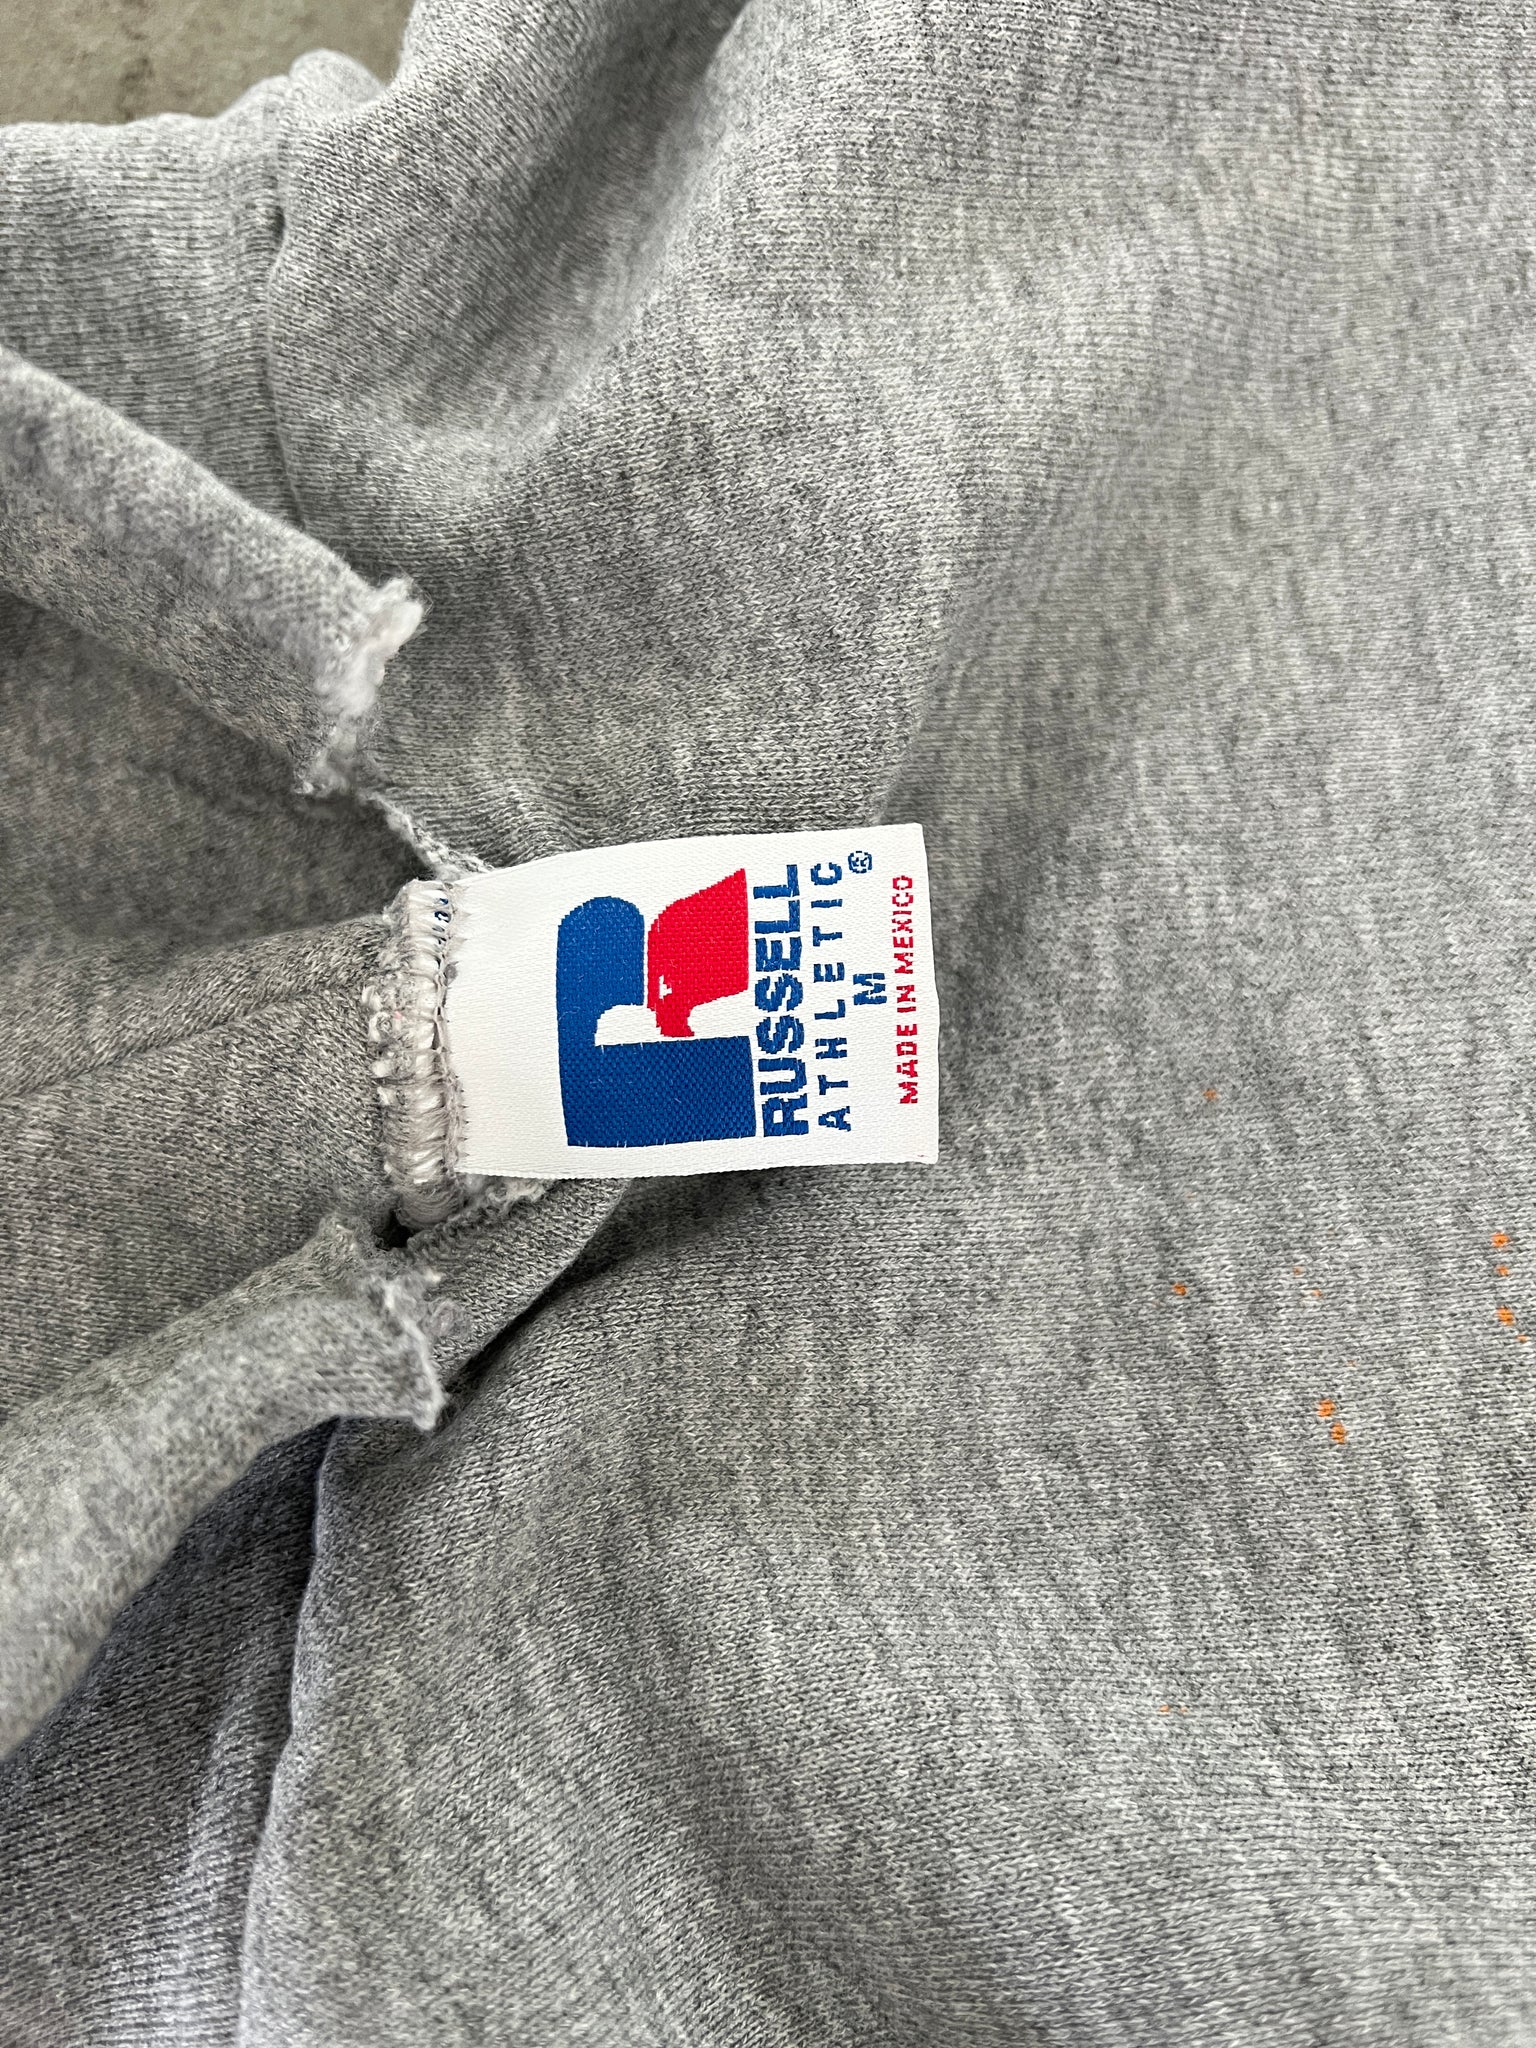 RUSSELL
ATHLETIC®
M
MADE IN MEXICO